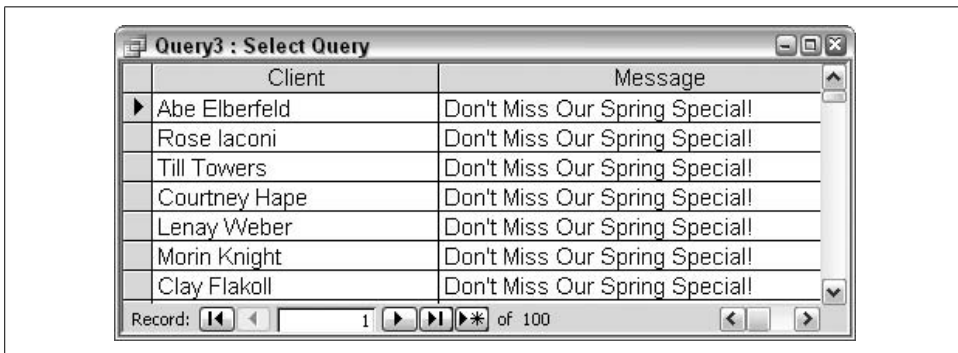 Query3 : Select Query
Client Message
Abe Elberfeld Don't Miss Our Spring Special!
Rose Iaconi Don't Miss Our Spring Special!
Till Towers Don't Miss Our Spring Special!
Courtney Hape Don't Miss Our Spring Special!
Lenay Weber Don't Miss Our Spring Special!
Morin Knight Don't Miss Our Spring Special!
Clay Flakoll Don't Miss Our Spring Special!
Record: 1 of 100